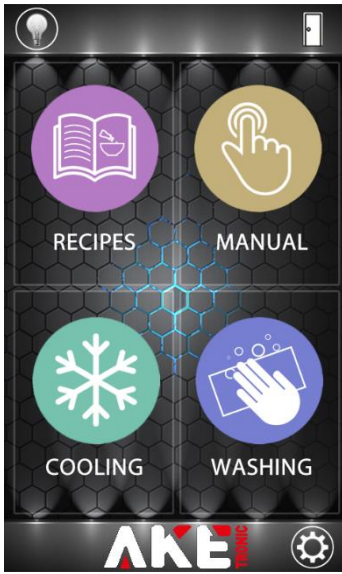 RECIPES
MANUAL
COOLING
WASHING
AKE
TRONIC